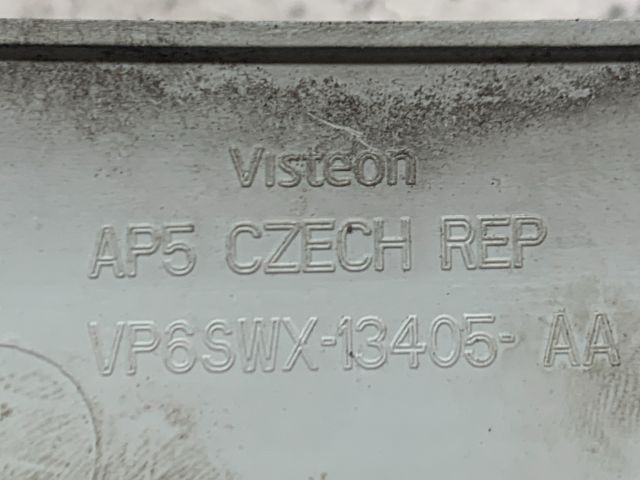 Visteon
AP5 CZECH REP
VP6SWX-13405- AA